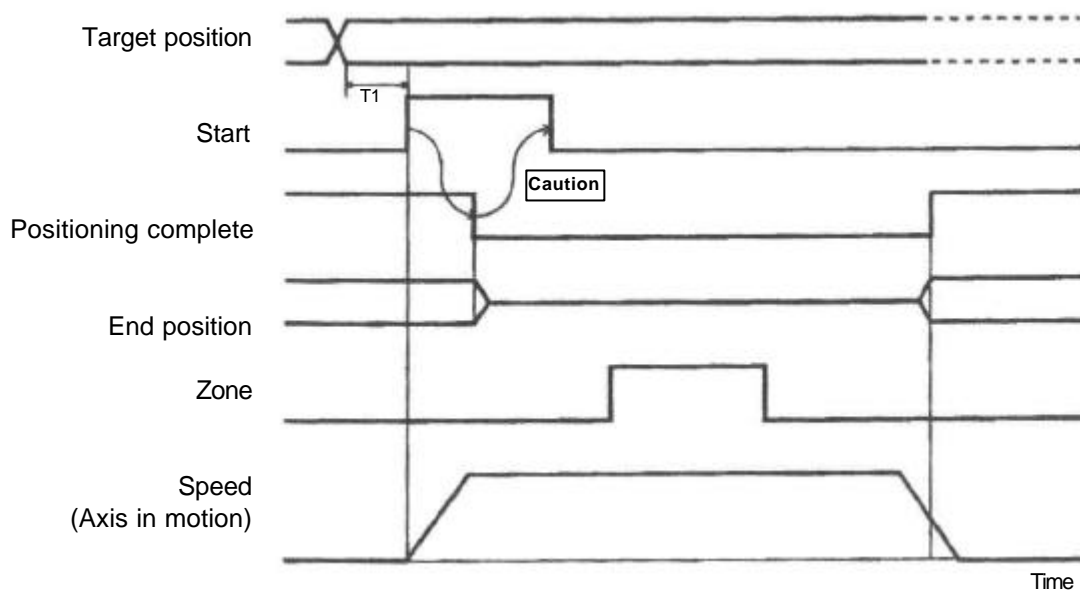 Target position
T1
Start
Caution
Positioning complete
End position
Zone
Speed
(Axis in motion)
Time